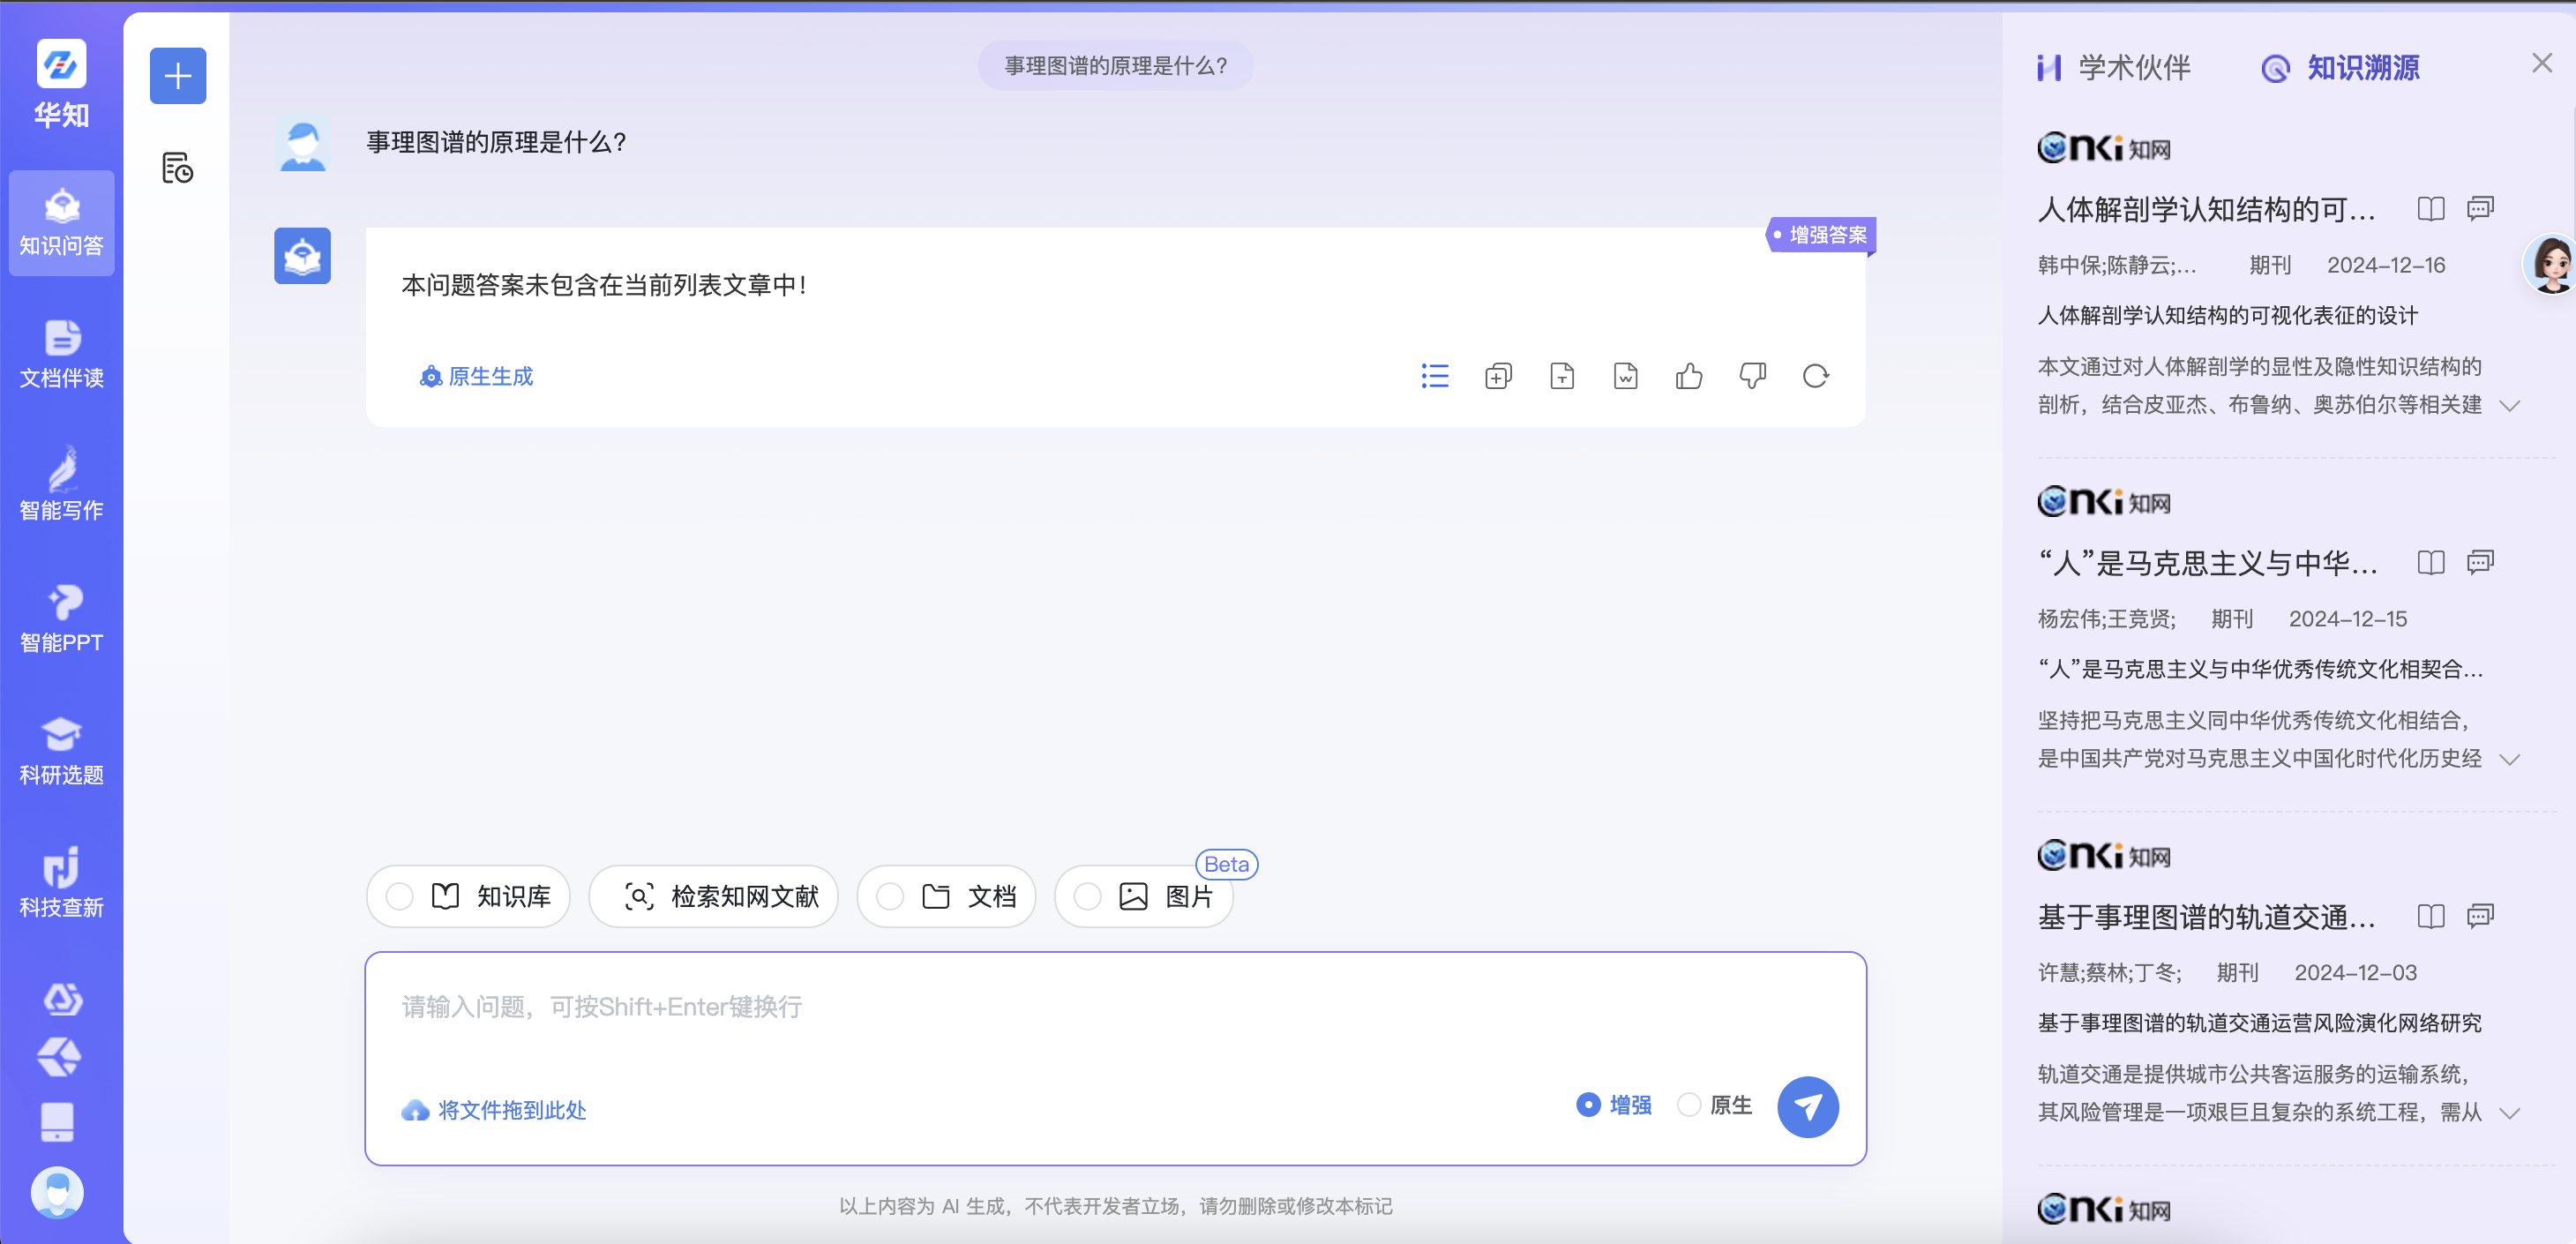 华知
知识问答
文档伴读
智能写作
智能PPT
科研选题
科技查新
事理图谱的原理是什么?
事理图谱的原理是什么?
增强答案
本问题答案未包含在当前列表文章中!
原生生成
知识库
检索知网文献
文档
图片
Beta
请输入问题，可按Shift+Enter键换行
将文件拖到此处
增强
原生
以上内容为 AI 生成，不代表开发者立场，请勿删除或修改本标记
学术伙伴
知识溯源
cnki 知网
人体解剖学认知结构的可...
韩中保;陈静云;... 期刊 2024-12-16
人体解剖学认知结构的可视化表征的设计
本文通过对人体解剖学的显性及隐性知识结构的
剖析，结合皮亚杰、布鲁纳、奥苏伯尔等相关建
cnki 知网
“人”是马克思主义与中华...
杨宏伟;王竞贤; 期刊 2024-12-15
“人”是马克思主义与中华优秀传统文化相契合...
坚持把马克思主义同中华优秀传统文化相结合，
是中国共产党对马克思主义中国化时代化历史经
cnki 知网
基于事理图谱的轨道交通...
许慧;蔡林;丁冬; 期刊 2024-12-03
基于事理图谱的轨道交通运营风险演化网络研究
轨道交通是提供城市公共客运服务的运输系统，
其风险管理是一项艰巨且复杂的系统工程，需从
cnki 知网